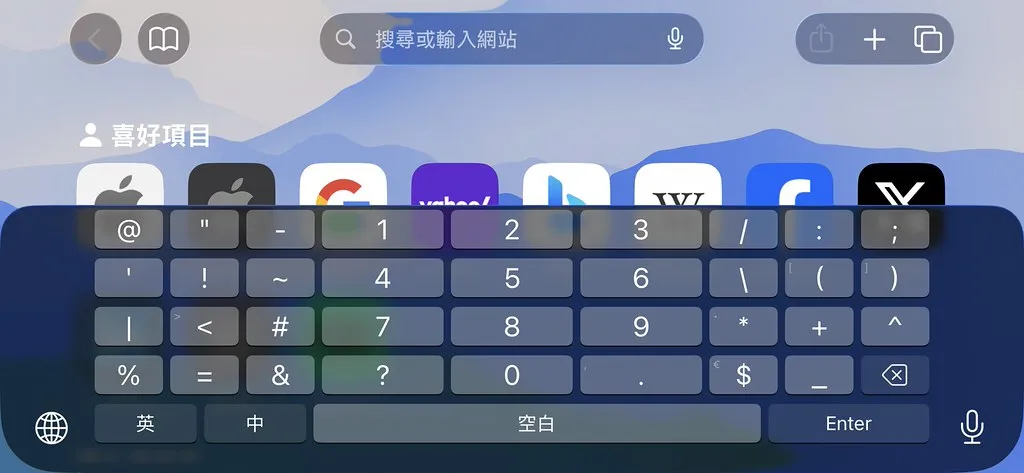 搜尋或輸入網站
喜好項目
G yahoo! b W f X
@ " - 1 2 3 / : ;
' ! ~ 4 5 6 \ [ ( ] )
| > < # 7 8 9 * + ^
% = & ? 0 . € $ _
英 中 空白 Enter